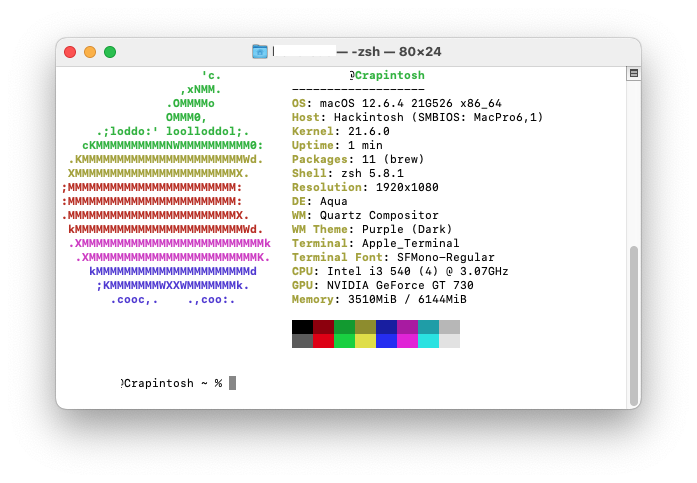 — -zsh — 80×24
'c.
,xNMM.
.OMMMMo
OMMM0,
.;loddo:' loolloddol;.
cKMMMMMMMMMMNWMMMMMMMMMM0:
.KMMMMMMMMMMMMMMMMMMMMMMMWd.
XMMMMMMMMMMMMMMMMMMMMMMMX.
;MMMMMMMMMMMMMMMMMMMMMMMM:
:MMMMMMMMMMMMMMMMMMMMMMMM:
.MMMMMMMMMMMMMMMMMMMMMMMMX.
kMMMMMMMMMMMMMMMMMMMMMMMMWd.
.XMMMMMMMMMMMMMMMMMMMMMMMMMMk
.XMMMMMMMMMMMMMMMMMMMMMMMMK.
kMMMMMMMMMMMMMMMMMMMMMMd
;KMMMMMMMWXXWMMMMMMMk.
.cooc,. .,coo:.
@Crapintosh
-------------------
OS: macOS 12.6.4 21G526 x86_64
Host: Hackintosh (SMBIOS: MacPro6,1)
Kernel: 21.6.0
Uptime: 1 min
Packages: 11 (brew)
Shell: zsh 5.8.1
Resolution: 1920x1080
DE: Aqua
WM: Quartz Compositor
WM Theme: Purple (Dark)
Terminal: Apple_Terminal
Terminal Font: SFMono-Regular
CPU: Intel i3 540 (4) @ 3.07GHz
GPU: NVIDIA GeForce GT 730
Memory: 3510MiB / 6144MiB
@Crapintosh ~ %